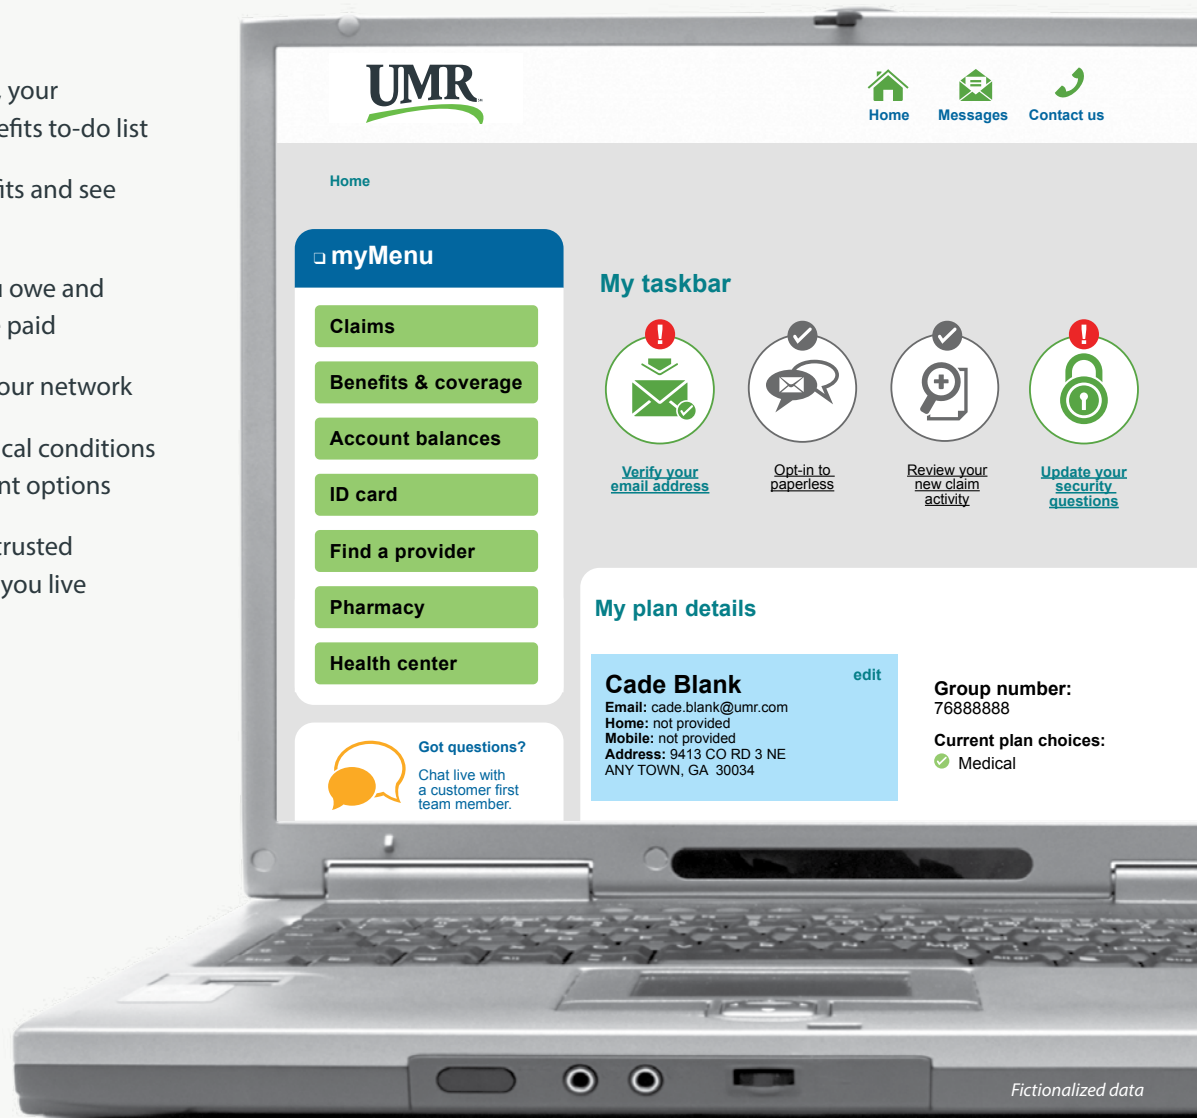 , your
efits to-do list
fits and see
u owe and
e paid
our network
ical conditions
nt options
trusted
you live
UMR
Home
Messages
Contact us
Home
myMenu
Claims
Benefits & coverage
Account balances
ID card
Find a provider
Pharmacy
Health center
Got questions?
Chat live with
a customer first
team member.
My taskbar
Verify your
email address
Opt-in to
paperless
Review your
new claim
activity
Update your
security
questions
My plan details
Cade Blank
edit
Email: cade.blank@umr.com
Home: not provided
Mobile: not provided
Address: 9413 CO RD 3 NE
ANY TOWN, GA 30034
Group number:
76888888
Current plan choices:
Medical
Fictionalized data